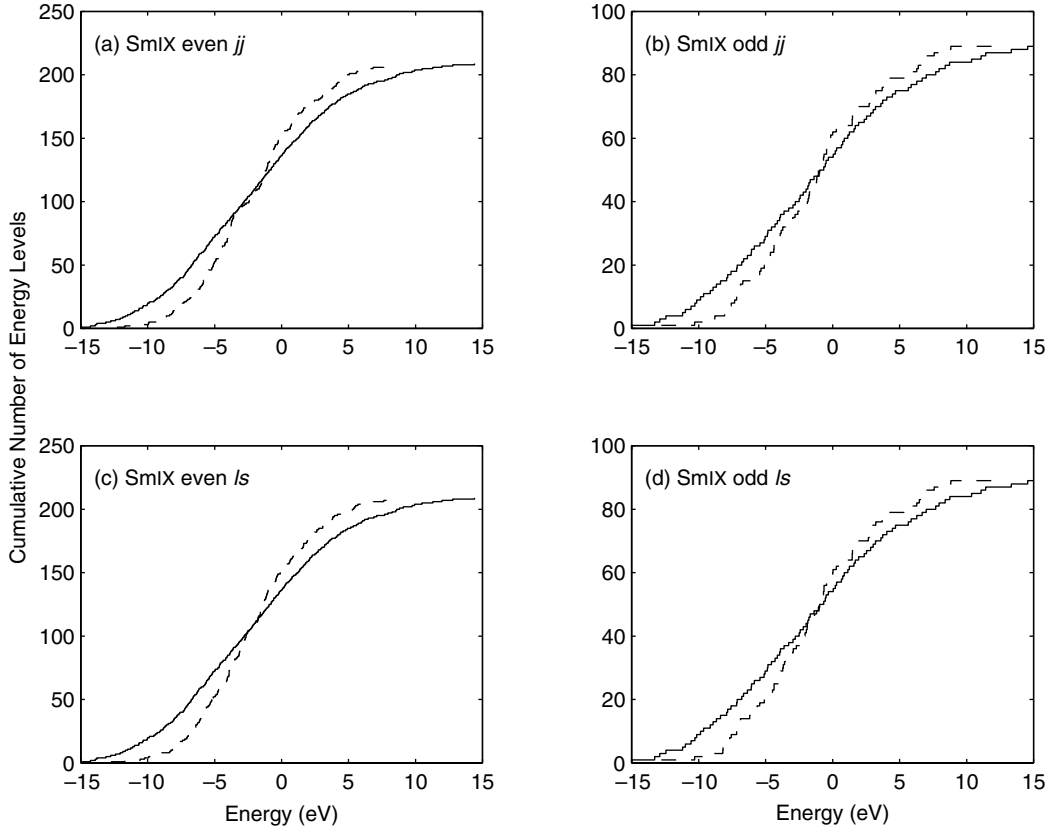 Cumulative Number of Energy Levels
(a) SmIX even jj
250
200
150
100
50
0
−15 −10 −5 0 5 10 15
(b) SmIX odd jj
100
80
60
40
20
0
−15 −10 −5 0 5 10 15
(c) SmIX even ls
250
200
150
100
50
0
−15 −10 −5 0 5 10 15
Energy (eV)
(d) SmIX odd ls
100
80
60
40
20
0
−15 −10 −5 0 5 10 15
Energy (eV)